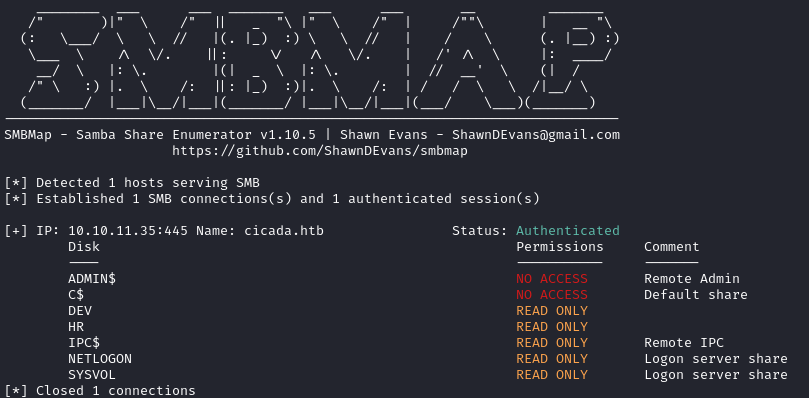 SMBMAP
SMBMap - Samba Share Enumerator v1.10.5 | Shawn Evans - ShawnDEvans@gmail.com
https://github.com/ShawnDEvans/smbmap
[*] Detected 1 hosts serving SMB
[*] Established 1 SMB connections(s) and 1 authenticated session(s)
[+] IP: 10.10.11.35:445 Name: cicada.htb Status: Authenticated
Disk Permissions Comment
---- ----------- -------
ADMIN$ NO ACCESS Remote Admin
C$ NO ACCESS Default share
DEV READ ONLY
HR READ ONLY
IPC$ READ ONLY Remote IPC
NETLOGON READ ONLY Logon server share
SYSVOL READ ONLY Logon server share
[*] Closed 1 connections